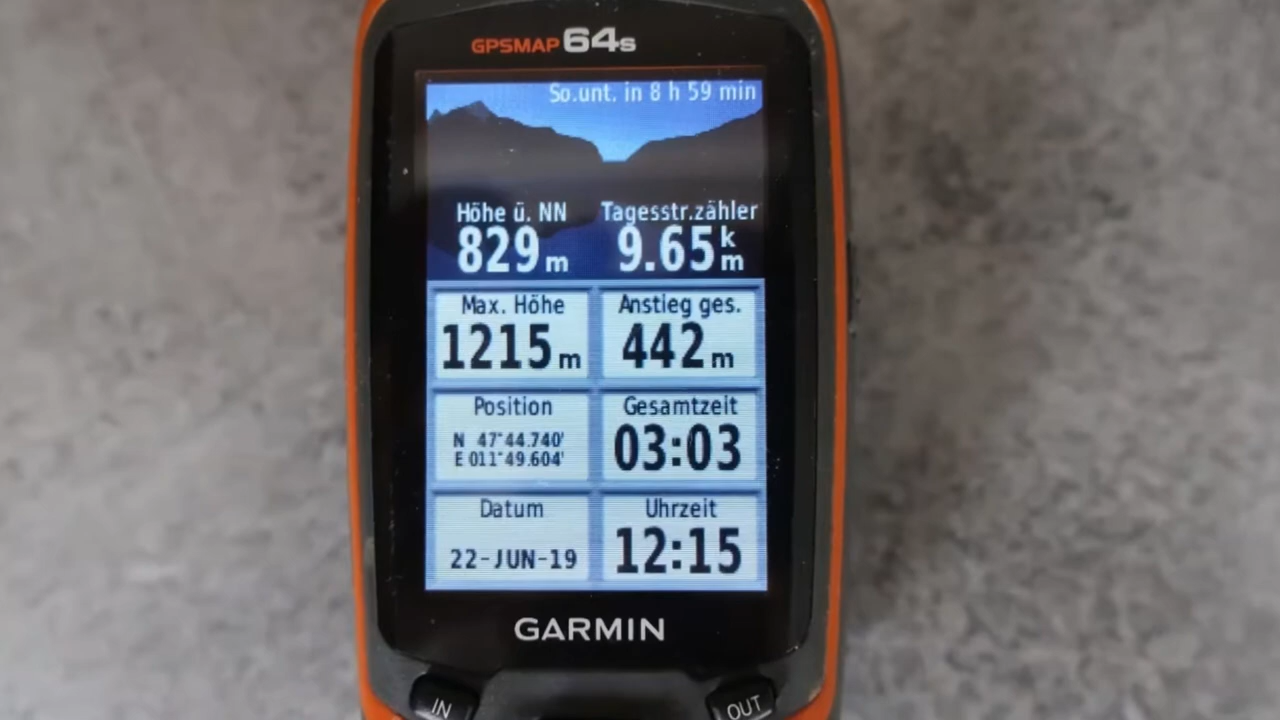 GPSMAP 64s
So.unt. in 8 h 59 min
Höhe ü. NN
829 m
Tagesstr.zähler
9.65 km
Max. Höhe
1215 m
Anstieg ges.
442 m
Position
N 47°44.740'
E 011°49.604'
Gesamtzeit
03:03
Datum
22-JUN-19
Uhrzeit
12:15
GARMIN
IN
OUT